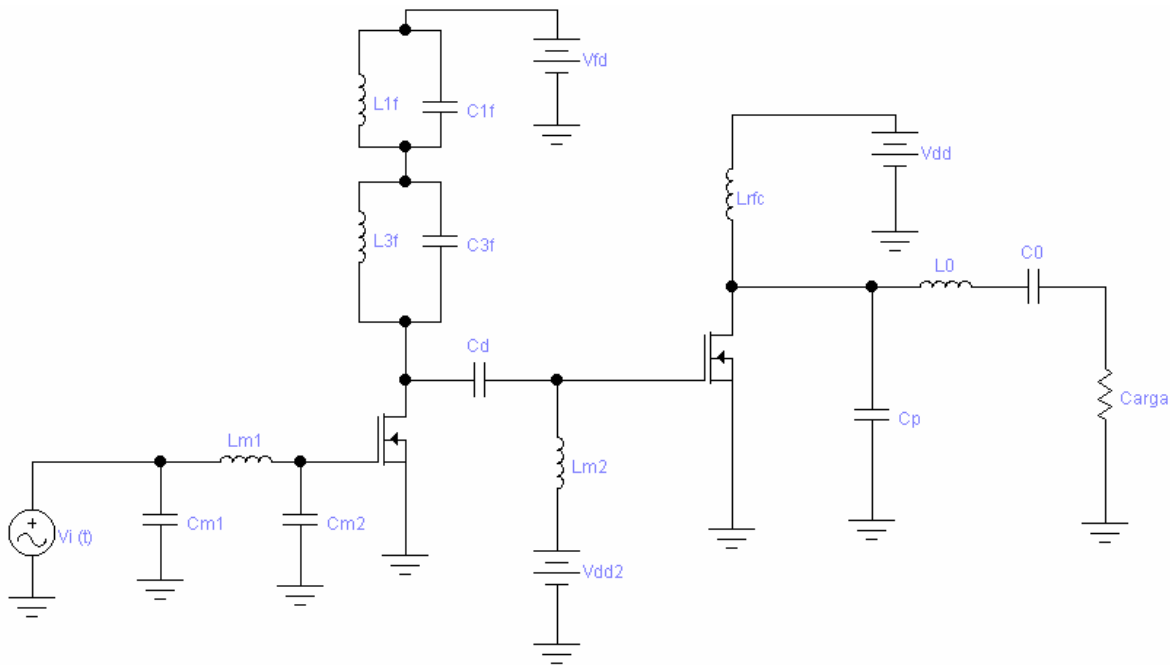 Vfd
L1f
C1f
Vdd
Lrfc
L3f
C3f
C0
L0
Cd
Carga
Cp
Lm1
Lm2
Cm1
Cm2
+
Vi (t)
Vdd2